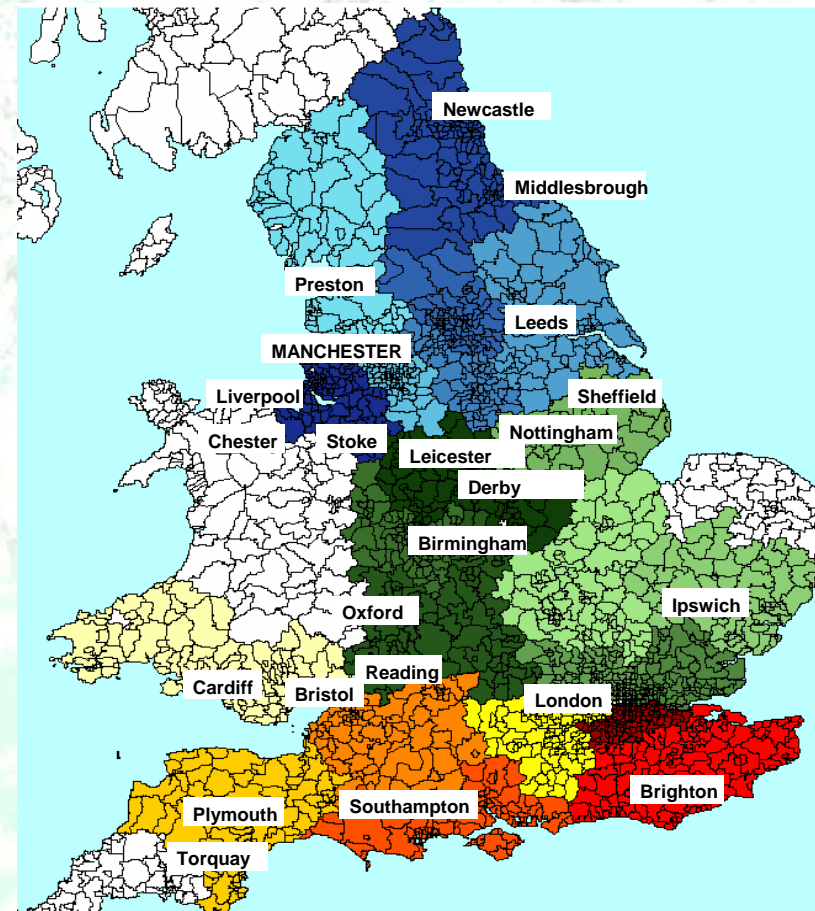 Newcastle
Middlesbrough
Preston
Leeds
MANCHESTER
Liverpool
Sheffield
Chester
Stoke
Nottingham
Leicester
Derby
Birmingham
Oxford
Ipswich
Reading
Cardiff
Bristol
London
Brighton
Plymouth
Southampton
Torquay